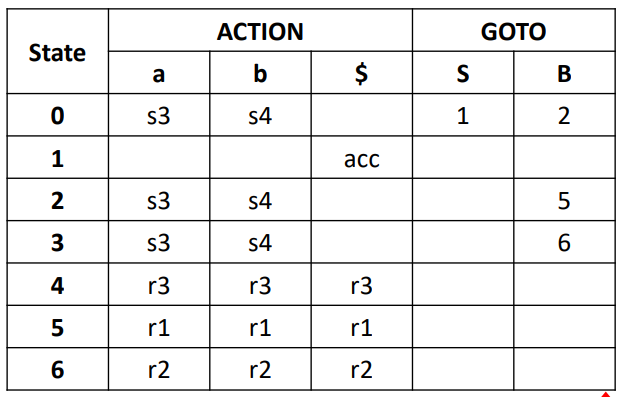 State ACTION GOTO
a b $ S B
0 s3 s4 1 2
1 acc
2 s3 s4 5
3 s3 s4 6
4 r3 r3 r3
5 r1 r1 r1
6 r2 r2 r2